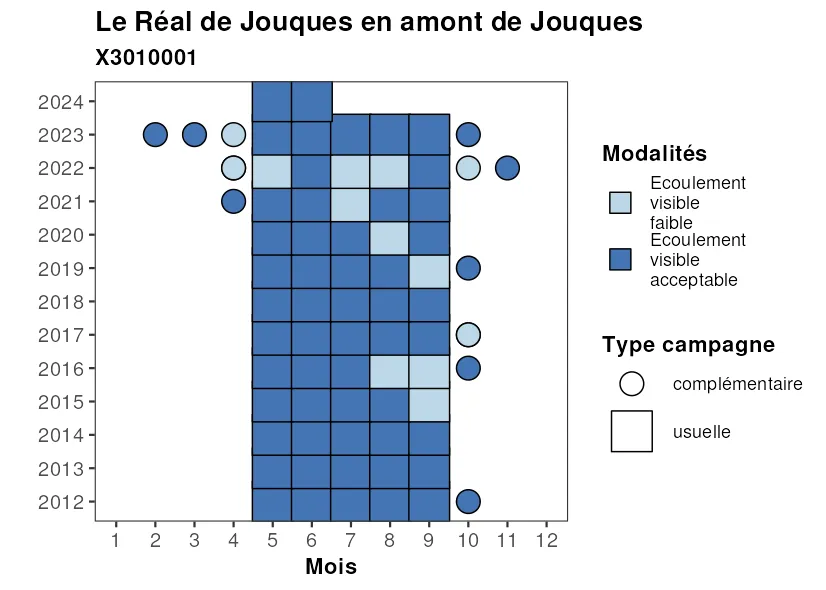 Le Réal de Jouques en amont de Jouques
X3010001
2024
2023
2022
2021
2020
2019
2018
2017
2016
2015
2014
2013
2012
1 2 3 4 5 6 7 8 9 10 11 12
Mois
Modalités
Ecoulement
visible
faible
Ecoulement
visible
acceptable
Type campagne
complémentaire
usuelle